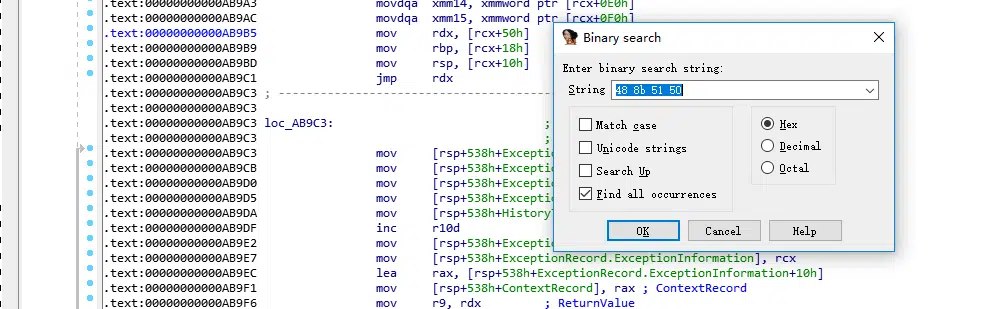 .text:00000000000AB9A3 movdqa xmm14, xmmword ptr [rcx+0E0h]
.text:00000000000AB9AC movdqa xmm15, xmmword ptr [rcx+0F0h]
.text:00000000000AB9B5 mov rdx, [rcx+50h]
.text:00000000000AB9B9 mov rbp, [rcx+18h]
.text:00000000000AB9BD mov rsp, [rcx+10h]
.text:00000000000AB9C1 jmp rdx
.text:00000000000AB9C3 ; ---------------------------------------
.text:00000000000AB9C3
.text:00000000000AB9C3 loc_AB9C3: ;
.text:00000000000AB9C3 ;
.text:00000000000AB9C3 mov [rsp+538h+Exception
.text:00000000000AB9CB mov [rsp+538h+Excep
.text:00000000000AB9D0 mov [rsp+538h+Excep
.text:00000000000AB9D5 mov [rsp+538h+Excep
.text:00000000000AB9DA mov [rsp+538h+History
.text:00000000000AB9DF inc r10d
.text:00000000000AB9E2 mov [rsp+538h+Exce
.text:00000000000AB9E7 mov [rsp+538h+ExceptionRecord.ExceptionInformation], rcx
.text:00000000000AB9EC lea rax, [rsp+538h+ExceptionRecord.ExceptionInformation+10h]
.text:00000000000AB9F1 mov [rsp+538h+ContextRecord], rax ; ContextRecord
.text:00000000000AB9F6 mov r9, rdx ; ReturnValue
Binary search
Enter binary search string:
String 48 8b 51 50
Match case
Unicode strings
Search Up
Find all occurrences
Hex
Decimal
Octal
OK
Cancel
Help